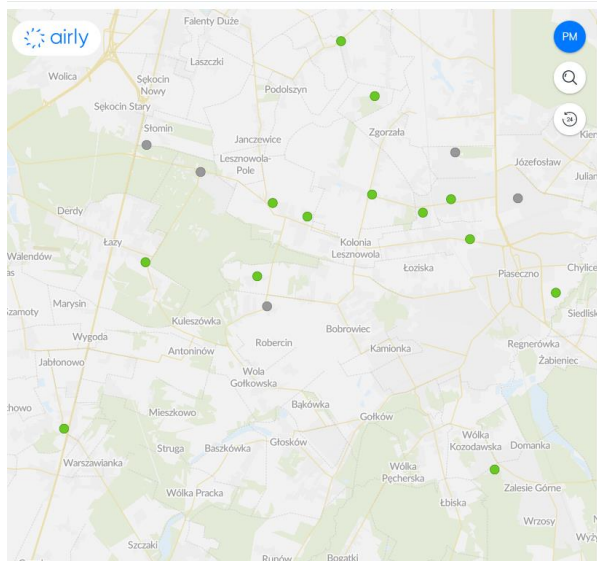 Falenty Duże
airly
PM
Laszczki
Wolica
Sękocin
Nowy
Podolszyn
24
Sękocin Stary
Słomin
Zgorzała
Janczewice
Lesznowola-
Pole
Józefosław
Julian
Derdy
Łazy
Kolonia
Lesznowola
Walendów
Łoziska
Piaseczno
Chylice
Marysin
Kuleszówka
Siedlisk
Bobrowiec
Wygoda
Robercin
Regnerówka
Antoninów
Kamionka
Żabieniec
Jabłonowo
Wola
Gołkowska
Bąkówka
Mieszkowo
Gołków
Struga
Baszkówka
Głosków
Wólka
Kozodawska
Domanka
Warszawianka
Wólka
Pęcherska
Wólka Pracka
Zalesie Górne
Łbiska
Wrzosy
Szczaki
Runów
Bogatki